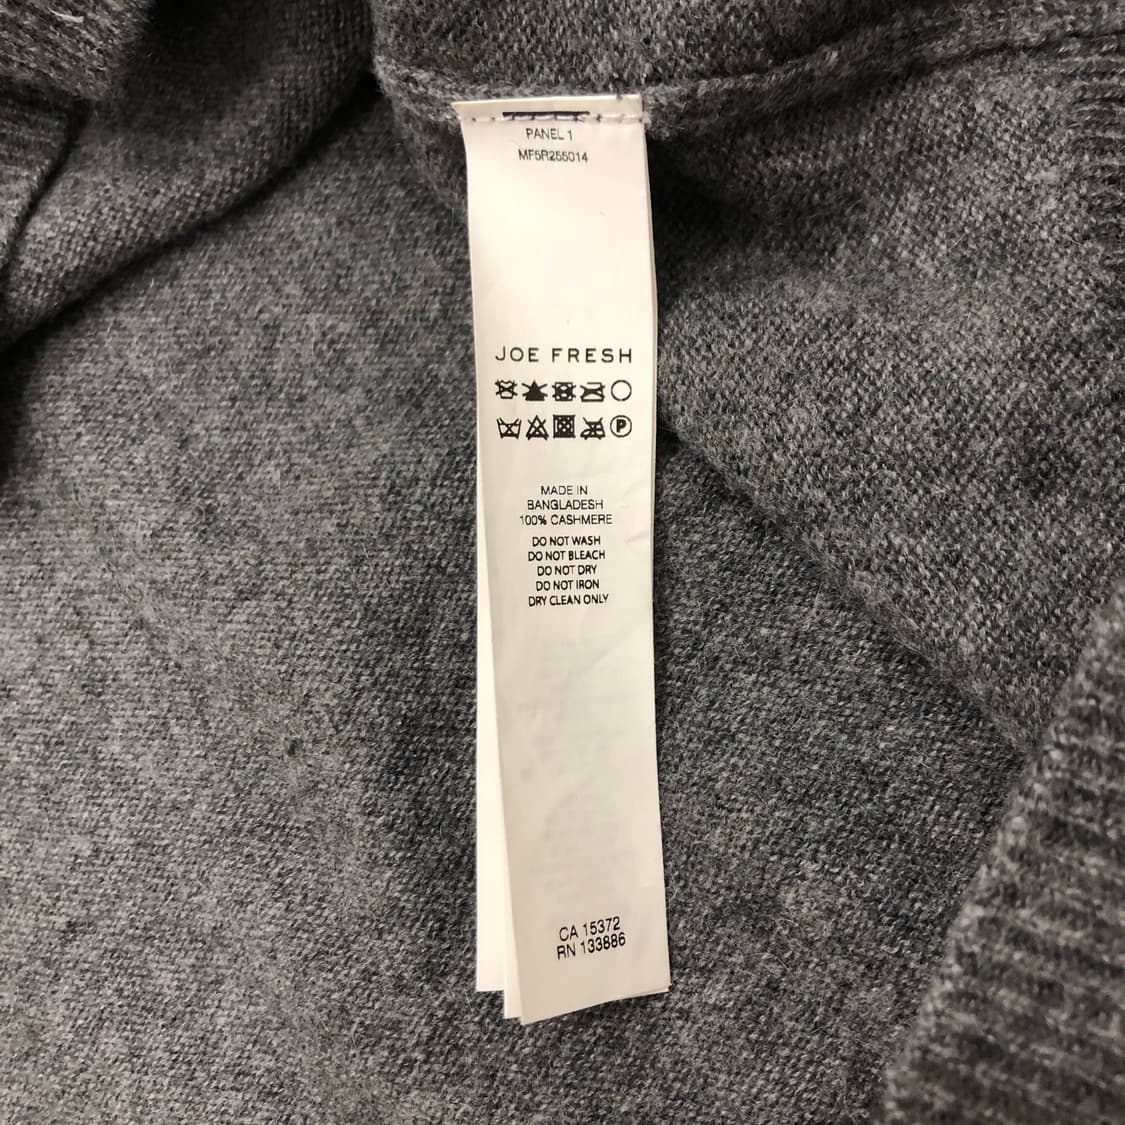 PANEL 1
MF5R255014
JOE FRESH
P
MADE IN
BANGLADESH
100% CASHMERE
DO NOT WASH
DO NOT BLEACH
DO NOT DRY
DO NOT IRON
DRY CLEAN ONLY
CA 15372
RN 133886